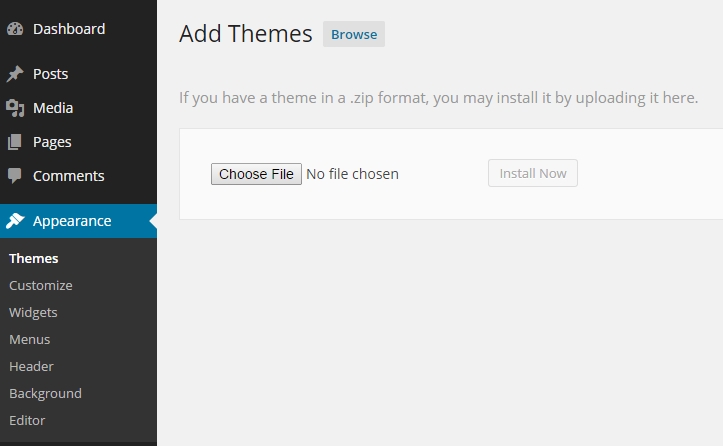 Dashboard
Posts
Media
Pages
Comments
Appearance
Themes
Customize
Widgets
Menus
Header
Background
Editor
Add Themes Browse
If you have a theme in a .zip format, you may install it by uploading it here.
Choose File No file chosen Install Now